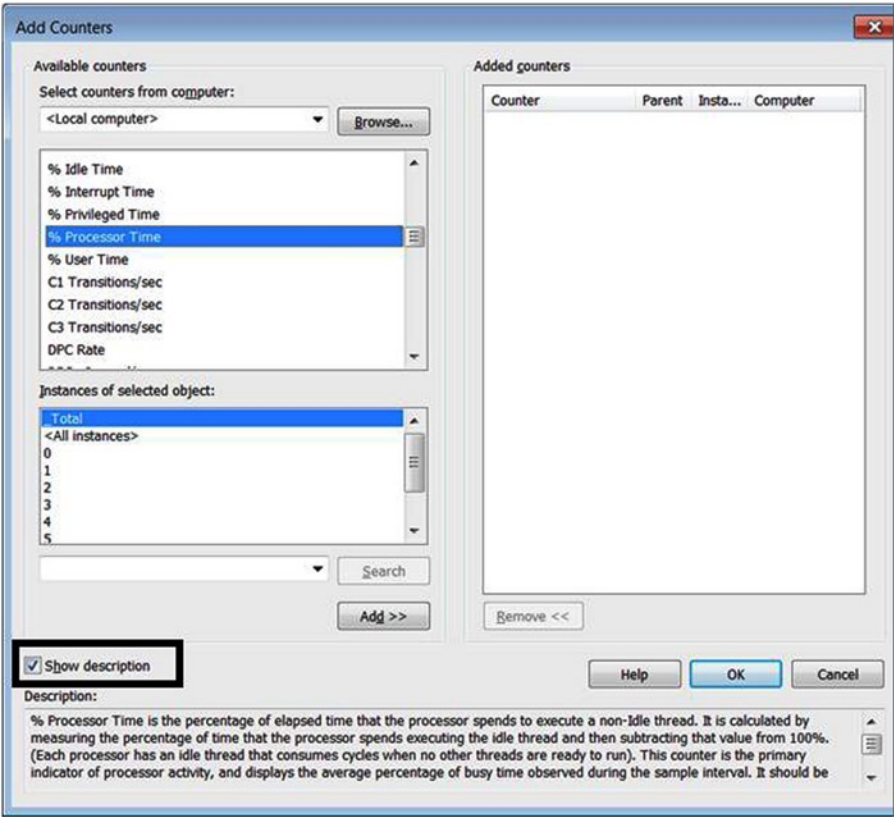 Add Counters
Available counters
Select counters from computer:
<Local computer>
Browse...
% Idle Time
% Interrupt Time
% Privileged Time
% Processor Time
% User Time
C1 Transitions/sec
C2 Transitions/sec
C3 Transitions/sec
DPC Rate
Instances of selected object:
_Total
<All instances>
0
1
2
3
4
5
Search
Add >>
Added counters
Counter Parent Insta... Computer
Remove <<
Show description
Help OK Cancel
Description:
% Processor Time is the percentage of elapsed time that the processor spends to execute a non-Idle thread. It is calculated by
measuring the percentage of time that the processor spends executing the idle thread and then subtracting that value from 100%.
(Each processor has an idle thread that consumes cycles when no other threads are ready to run). This counter is the primary
indicator of processor activity, and displays the average percentage of busy time observed during the sample interval. It should be